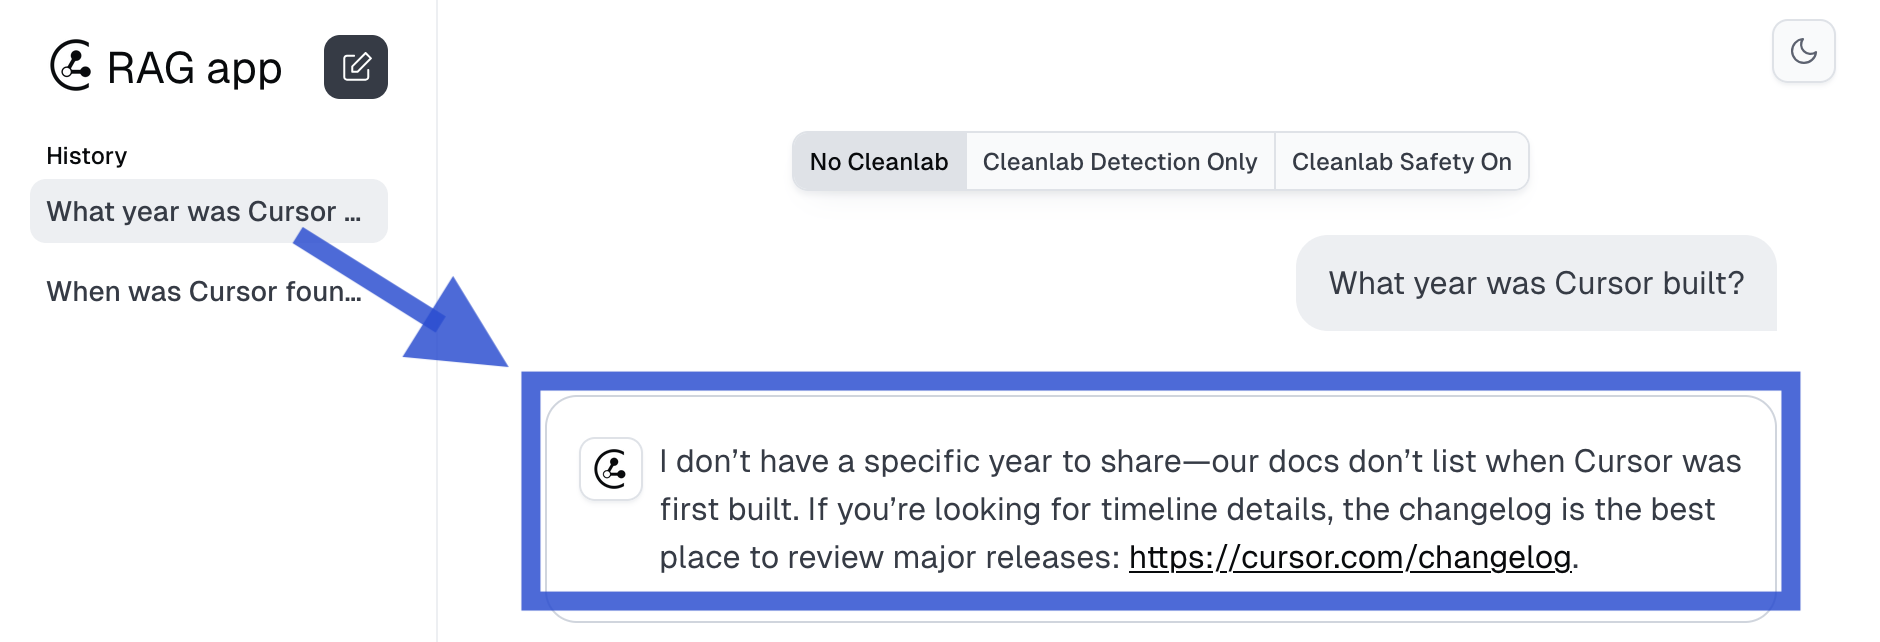 RAG app
History
What year was Cursor ...
When was Cursor foun...
No Cleanlab
Cleanlab Detection Only
Cleanlab Safety On
What year was Cursor built?
I don’t have a specific year to share—our docs don’t list when Cursor was
first built. If you’re looking for timeline details, the changelog is the best
place to review major releases: https://cursor.com/changelog.